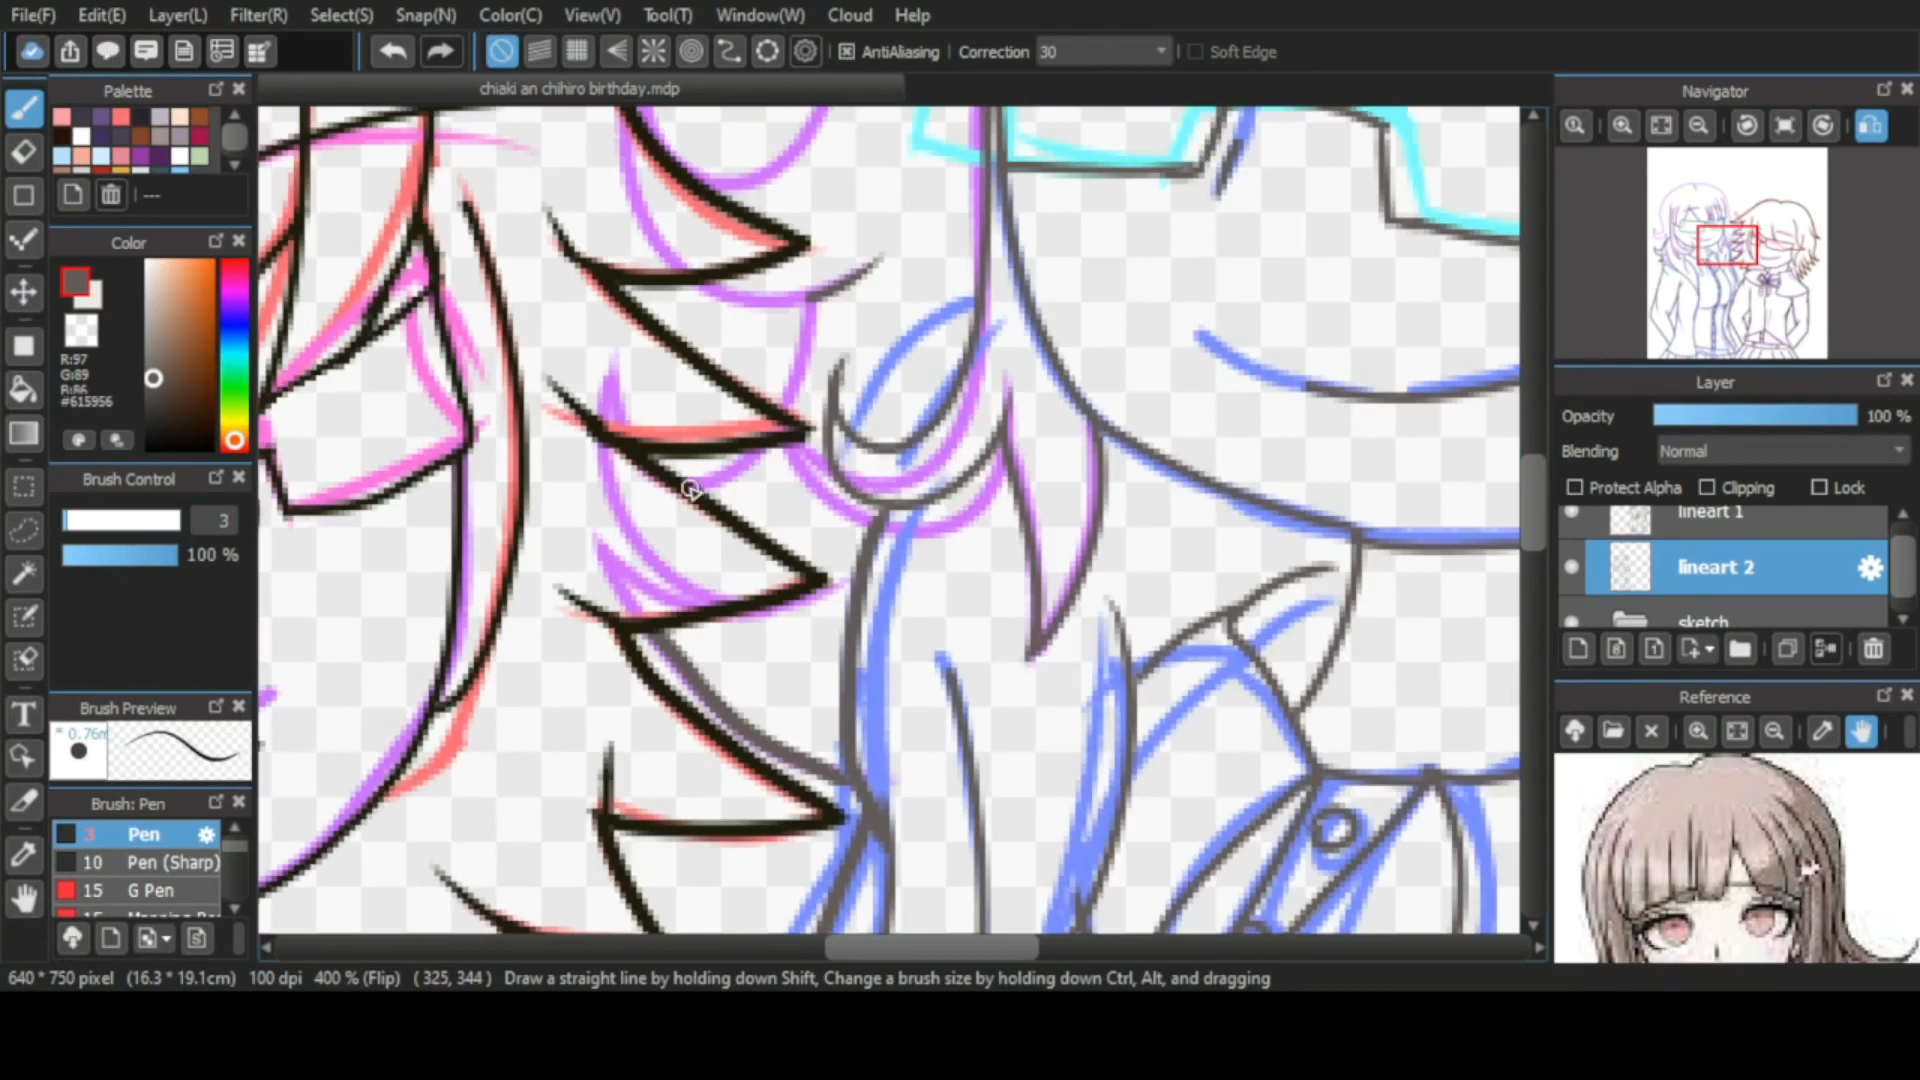 File(F) Edit(E) Layer(L) Filter(R) Select(S) Snap(N) Color(C) View(V) Tool(T) Window(W) Cloud Help
AntiAliasing Correction 30 Soft Edge
Palette
chiaki an chihiro birthday.mdp
Navigator
---
Color
R:97
G:89
B:86
#615956
Brush Control
3
100 %
Brush Preview
* 0.76m
Brush: Pen
3 Pen
10 Pen (Sharp)
15 G Pen
Layer
Opacity 100 %
Blending Normal
Protect Alpha Clipping Lock
lineart 1
lineart 2
sketch
Reference
640 * 750 pixel (16.3 * 19.1cm) 100 dpi 400 % (Flip) ( 325, 344 ) Draw a straight line by holding down Shift, Change a brush size by holding down Ctrl, Alt, and dragging